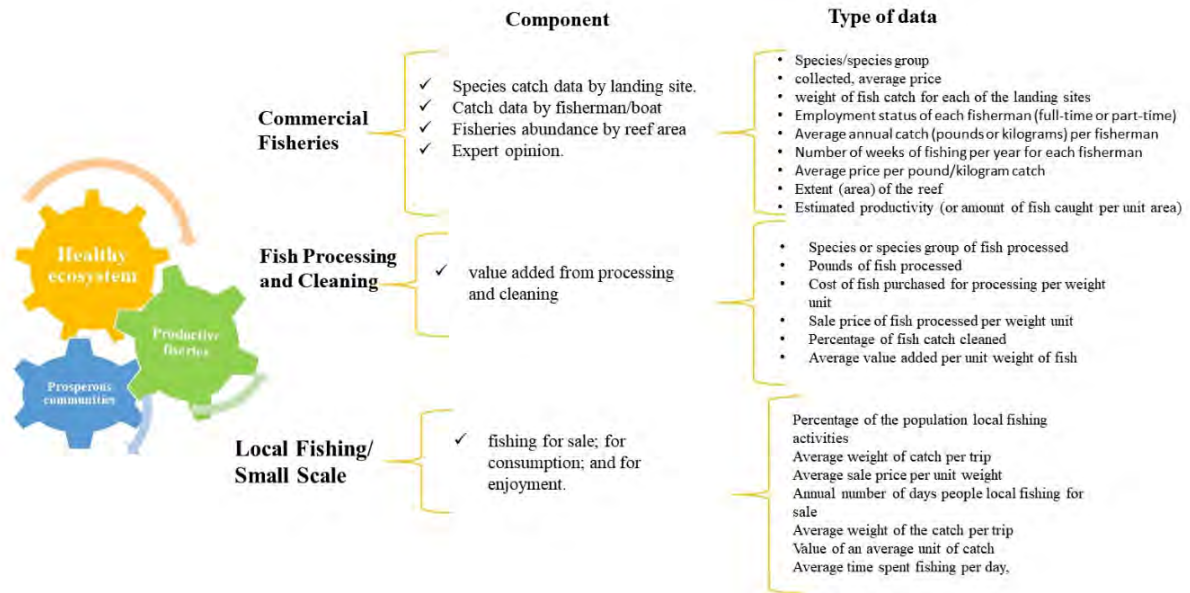 Component
Type of data
Healthy
ecosystem
Productive
fiseries
Prosperous
communities
Commercial
Fisheries
✓ Species catch data by landing site.
✓ Catch data by fisherman/boat
✓ Fisheries abundance by reef area
✓ Expert opinion.
• Species/species group
• collected, average price
• weight of fish catch for each of the landing sites
• Employment status of each fisherman (full-time or part-time)
• Average annual catch (pounds or kilograms) per fisherman
• Number of weeks of fishing per year for each fisherman
• Average price per pound/kilogram catch
• Extent (area) of the reef
• Estimated productivity (or amount of fish caught per unit area)
Fish Processing
and Cleaning
✓ value added from processing
and cleaning
• Species or species group of fish processed
• Pounds of fish processed
• Cost of fish purchased for processing per weight
unit
• Sale price of fish processed per weight unit
• Percentage of fish catch cleaned
• Average value added per unit weight of fish
Local Fishing/
Small Scale
✓ fishing for sale; for
consumption; and for
enjoyment.
Percentage of the population local fishing
activities
Average weight of catch per trip
Average sale price per unit weight
Annual number of days people local fishing for
sale
Average weight of the catch per trip
Value of an average unit of catch
Average time spent fishing per day,